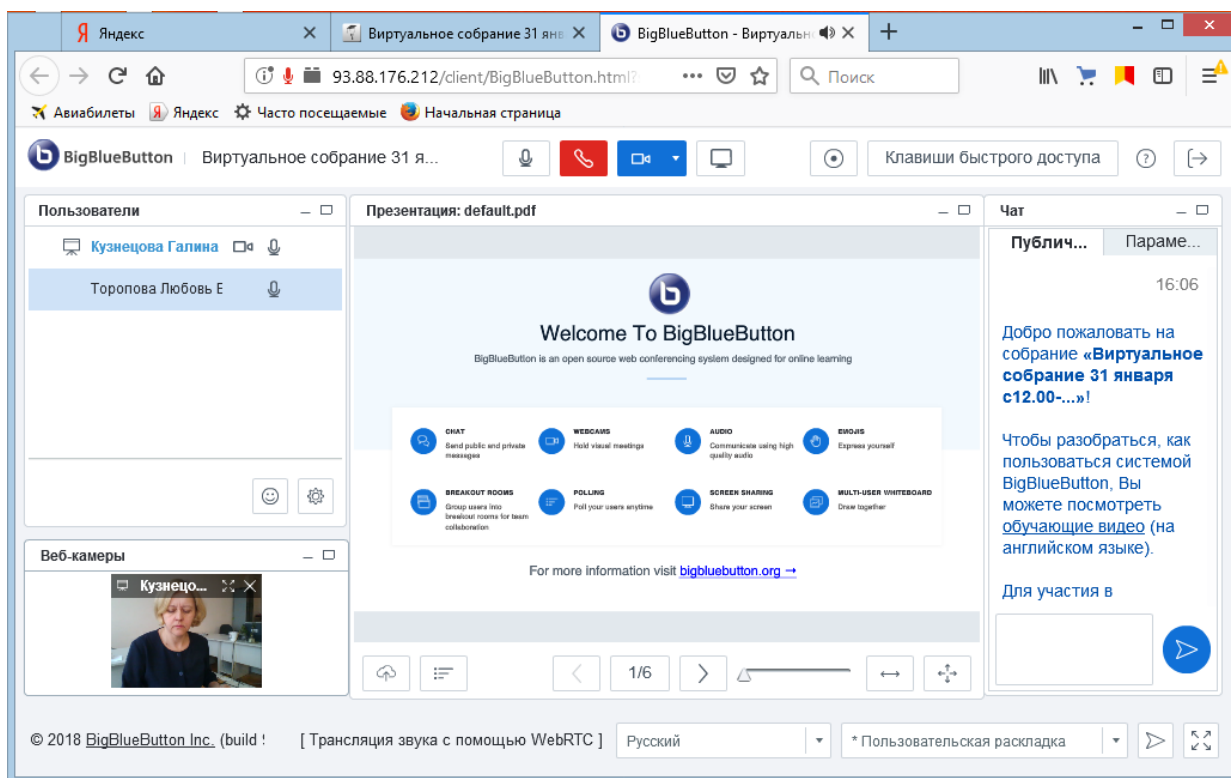 Яндекс
Виртуальное собрание 31 янв
BigBlueButton - Виртуальн
93.88.176.212/client/BigBlueButton.html?
Поиск
Авиабилеты Яндекс Часто посещаемые Начальная страница
BigBlueButton Виртуальное собрание 31 я...
Клавиши быстрого доступа
Пользователи
Кузнецова Галина
Торопова Любовь Е
Веб-камеры
Кузнецо...
Презентация: default.pdf
Welcome To BigBlueButton
BigBlueButton is an open source web conferencing system designed for online learning
CHAT
Send public and private
messages
WEBCAMS
Hold visual meetings
AUDIO
Communicate using high
quality audio
EMOJIS
Express yourself
BREAKOUT ROOMS
Group users into
breakout rooms for team
collaboration
POLLING
Poll your users anytime
SCREEN SHARING
Share your screen
MULTI-USER WHITEBOARD
Draw together
For more information visit bigbluebutton.org →
1/6
Чат
Публич... Параме...
16:06
Добро пожаловать на
собрание «Виртуальное
собрание 31 января
с12.00-...»!
Чтобы разобраться, как
пользоваться системой
BigBlueButton, Вы
можете посмотреть
обучающие видео (на
английском языке).
Для участия в
© 2018 BigBlueButton Inc. (build
[ Трансляция звука с помощью WebRTC ]
Русский
* Пользовательская раскладка